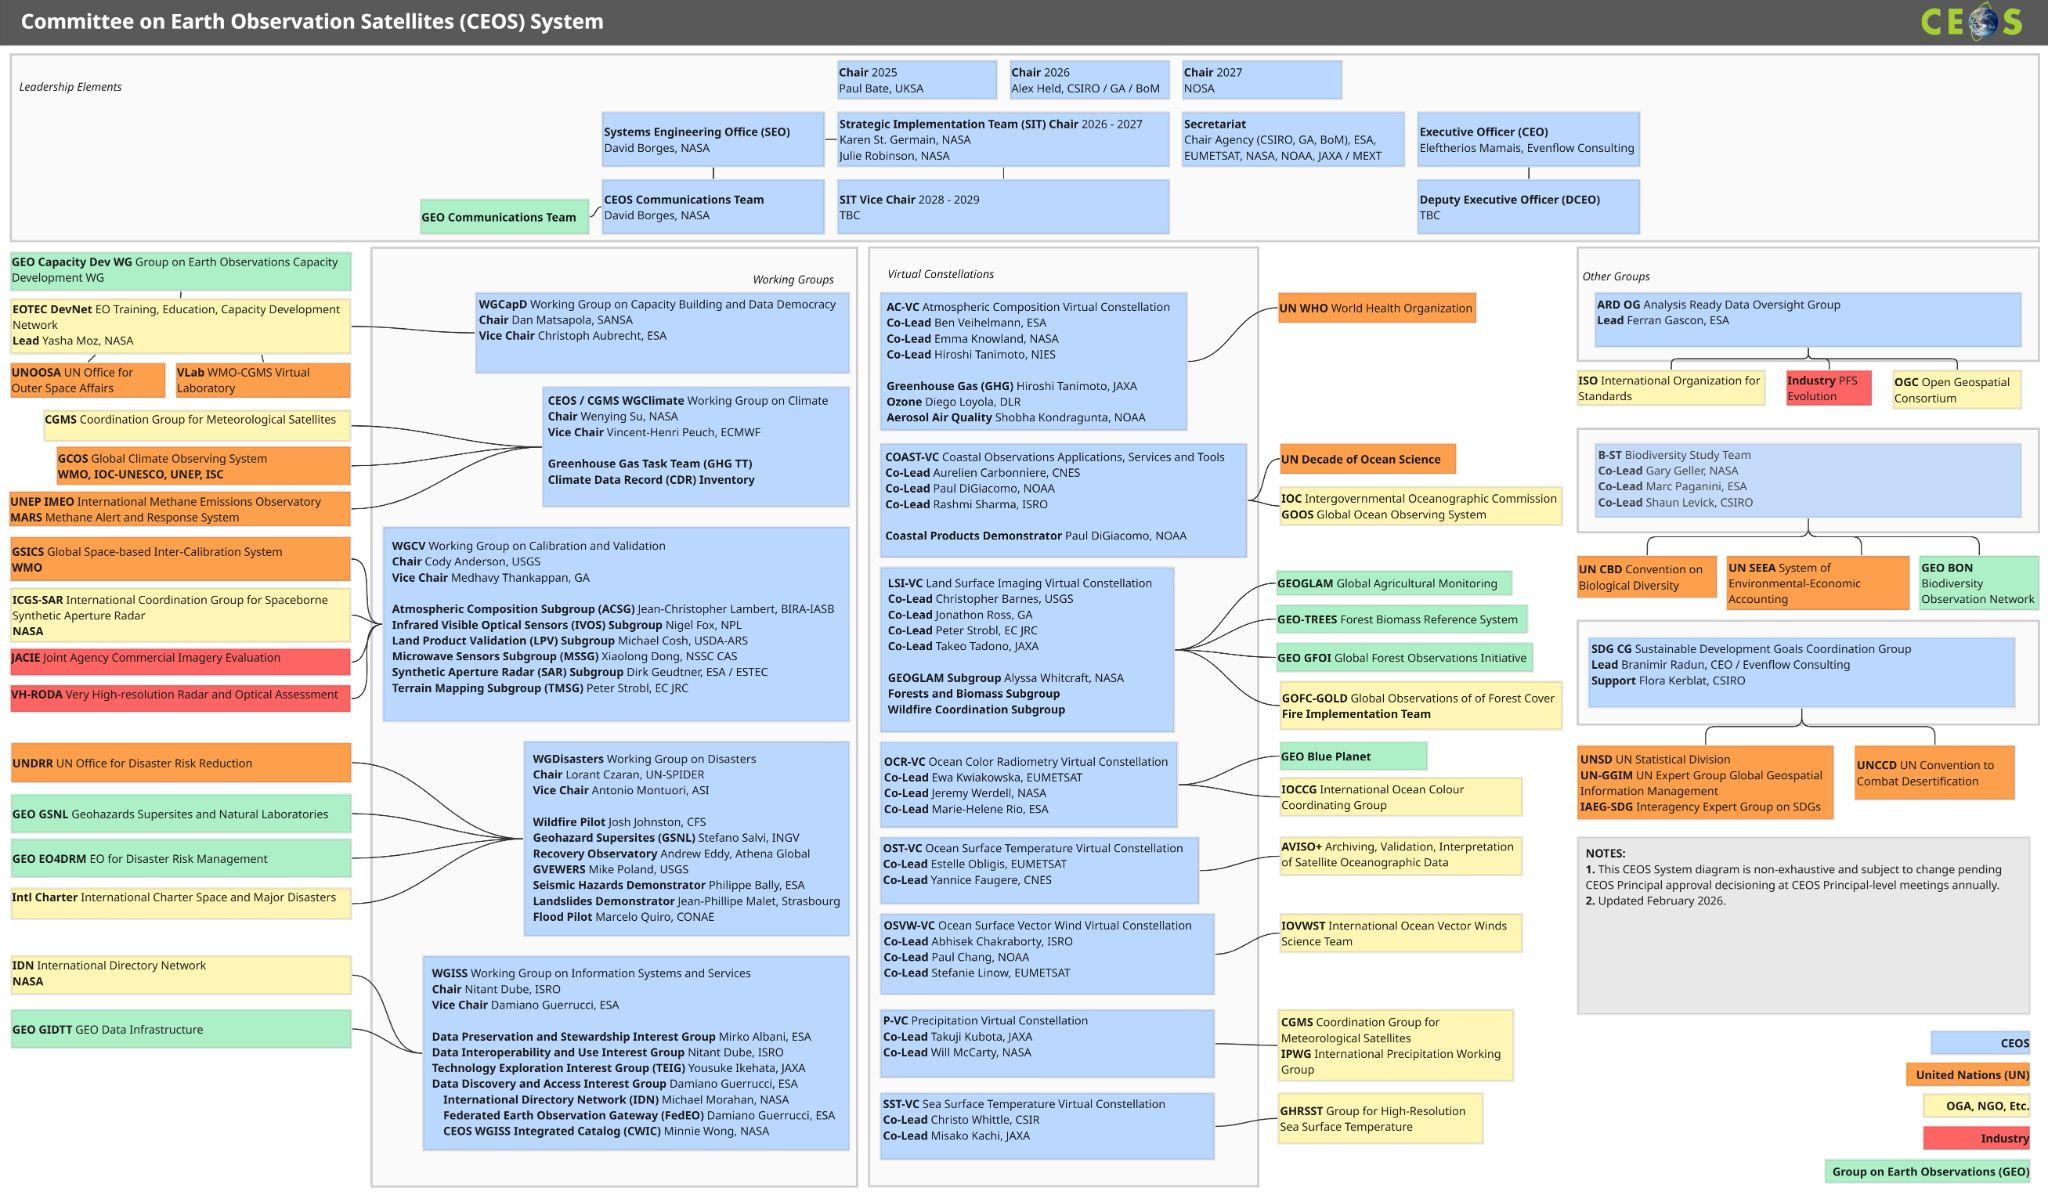 Committee on Earth Observation Satellites (CEOS) System
CEOS
Leadership Elements
Chair 2025
Paul Bate, UKSA
Chair 2026
Alex Held, CSIRO / GA / BoM
Chair 2027
NOSA
Systems Engineering Office (SEO)
David Borges, NASA
Strategic Implementation Team (SIT) Chair 2026 - 2027
Karen St. Germain, NASA
Julie Robinson, NASA
Secretariat
Chair Agency (CSIRO, GA, BoM), ESA,
EUMETSAT, NASA, NOAA, JAXA / MEXT
Executive Officer (CEO)
Eleftherios Mamais, Evenflow Consulting
GEO Communications Team
CEOS Communications Team
David Borges, NASA
SIT Vice Chair 2028 - 2029
TBC
Deputy Executive Officer (DCEO)
TBC
GEO Capacity Dev WG Group on Earth Observations Capacity
Development WG
EOTEC DevNet EO Training, Education, Capacity Development
Network
Lead Yasha Moz, NASA
UNOOSA UN Office for
Outer Space Affairs
VLab WMO-CGMS Virtual
Laboratory
CGMS Coordination Group for Meteorological Satellites
GCOS Global Climate Observing System
WMO, IOC-UNESCO, UNEP, ISC
UNEP IMEO International Methane Emissions Observatory
MARS Methane Alert and Response System
GSICS Global Space-based Inter-Calibration System
WMO
ICGS-SAR International Coordination Group for Spaceborne
Synthetic Aperture Radar
NASA
JACIE Joint Agency Commercial Imagery Evaluation
VH-RODA Very High-resolution Radar and Optical Assessment
UNDRR UN Office for Disaster Risk Reduction
GEO GSNL Geohazards Supersites and Natural Laboratories
GEO EO4DRM EO for Disaster Risk Management
Intl Charter International Charter Space and Major Disasters
IDN International Directory Network
NASA
GEO GIDTT GEO Data Infrastructure
Working Groups
WGCapD Working Group on Capacity Building and Data Democracy
Chair Dan Matsapola, SANSA
Vice Chair Christoph Aubrecht, ESA
CEOS / CGMS WGClimate Working Group on Climate
Chair Wenying Su, NASA
Vice Chair Vincent-Henri Peuch, ECMWF
Greenhouse Gas Task Team (GHG TT)
Climate Data Record (CDR) Inventory
WGCV Working Group on Calibration and Validation
Chair Cody Anderson, USGS
Vice Chair Medhavy Thankappan, GA
Atmospheric Composition Subgroup (ACSG) Jean-Christopher Lambert, BIRA-IASB
Infrared Visible Optical Sensors (IVOS) Subgroup Nigel Fox, NPL
Land Product Validation (LPV) Subgroup Michael Cosh, USDA-ARS
Microwave Sensors Subgroup (MSSG) Xiaolong Dong, NSSC CAS
Synthetic Aperture Radar (SAR) Subgroup Dirk Geudtner, ESA / ESTEC
Terrain Mapping Subgroup (TMSG) Peter Strobl, EC JRC
WGDisasters Working Group on Disasters
Chair Lorant Czaran, UN-SPIDER
Vice Chair Antonio Montuori, ASI
Wildfire Pilot Josh Johnston, CFS
Geohazard Supersites (GSNL) Stefano Salvi, INGV
Recovery Observatory Andrew Eddy, Athena Global
GVEWERS Mike Poland, USGS
Seismic Hazards Demonstrator Philippe Bally, ESA
Landslides Demonstrator Jean-Phillipe Malet, Strasbourg
Flood Pilot Marcelo Quiro, CONAE
WGISS Working Group on Information Systems and Services
Chair Nitant Dube, ISRO
Vice Chair Damiano Guerrucci, ESA
Data Preservation and Stewardship Interest Group Mirko Albani, ESA
Data Interoperability and Use Interest Group Nitant Dube, ISRO
Technology Exploration Interest Group (TEIG) Yousuke Ikehata, JAXA
Data Discovery and Access Interest Group Damiano Guerrucci, ESA
International Directory Network (IDN) Michael Morahan, NASA
Federated Earth Observation Gateway (FedEO) Damiano Guerrucci, ESA
CEOS WGISS Integrated Catalog (CWIC) Minnie Wong, NASA
Virtual Constellations
AC-VC Atmospheric Composition Virtual Constellation
Co-Lead Ben Veihelmann, ESA
Co-Lead Emma Knowland, NASA
Co-Lead Hiroshi Tanimoto, NIES
Greenhouse Gas (GHG) Hiroshi Tanimoto, JAXA
Ozone Diego Loyola, DLR
Aerosol Air Quality Shobha Kondragunta, NOAA
COAST-VC Coastal Observations Applications, Services and Tools
Co-Lead Aurelien Carbonniere, CNES
Co-Lead Paul DiGiacomo, NOAA
Co-Lead Rashmi Sharma, ISRO
Coastal Products Demonstrator Paul DiGiacomo, NOAA
LSI-VC Land Surface Imaging Virtual Constellation
Co-Lead Christopher Barnes, USGS
Co-Lead Jonathon Ross, GA
Co-Lead Peter Strobl, EC JRC
Co-Lead Takeo Tadono, JAXA
GEOGLAM Subgroup Alyssa Whitcraft, NASA
Forests and Biomass Subgroup
Wildfire Coordination Subgroup
OCR-VC Ocean Color Radiometry Virtual Constellation
Co-Lead Ewa Kwiakowska, EUMETSAT
Co-Lead Jeremy Werdell, NASA
Co-Lead Marie-Helene Rio, ESA
OST-VC Ocean Surface Temperature Virtual Constellation
Co-Lead Estelle Obligis, EUMETSAT
Co-Lead Yannice Faugere, CNES
OSVW-VC Ocean Surface Vector Wind Virtual Constellation
Co-Lead Abhisek Chakraborty, ISRO
Co-Lead Paul Chang, NOAA
Co-Lead Stefanie Linow, EUMETSAT
P-VC Precipitation Virtual Constellation
Co-Lead Takuji Kubota, JAXA
Co-Lead Will McCarty, NASA
SST-VC Sea Surface Temperature Virtual Constellation
Co-Lead Christo Whittle, CSIR
Co-Lead Misako Kachi, JAXA
UN WHO World Health Organization
UN Decade of Ocean Science
IOC Intergovernmental Oceanographic Commission
GOOS Global Ocean Observing System
GEOGLAM Global Agricultural Monitoring
GEO-TREES Forest Biomass Reference System
GEO GFOI Global Forest Observations Initiative
GOFC-GOLD Global Observations of of Forest Cover
Fire Implementation Team
GEO Blue Planet
IOCCG International Ocean Colour
Coordinating Group
AVISO+ Archiving, Validation, Interpretation
of Satellite Oceanographic Data
IOVWST International Ocean Vector Winds
Science Team
CGMS Coordination Group for
Meteorological Satellites
IPWG International Precipitation Working
Group
GHRSST Group for High-Resolution
Sea Surface Temperature
Other Groups
ARD OG Analysis Ready Data Oversight Group
Lead Ferran Gascon, ESA
ISO International Organization for
Standards
Industry PFS
Evolution
OGC Open Geospatial
Consortium
B-ST Biodiversity Study Team
Co-Lead Gary Geller, NASA
Co-Lead Marc Paganini, ESA
Co-Lead Shaun Levick, CSIRO
UN CBD Convention on
Biological Diversity
UN SEEA System of
Environmental-Economic
Accounting
GEO BON
Biodiversity
Observation Network
SDG CG Sustainable Development Goals Coordination Group
Lead Branimir Radun, CEO / Evenflow Consulting
Support Flora Kerblat, CSIRO
UNSD UN Statistical Division
UN-GGIM UN Expert Group Global Geospatial
Information Management
IAEG-SDG Interagency Expert Group on SDGs
UNCCD UN Convention to
Combat Desertification
NOTES:
1. This CEOS System diagram is non-exhaustive and subject to change pending
CEOS Principal approval decisioning at CEOS Principal-level meetings annually.
2. Updated February 2026.
CEOS
United Nations (UN)
OGA, NGO, Etc.
Industry
Group on Earth Observations (GEO)